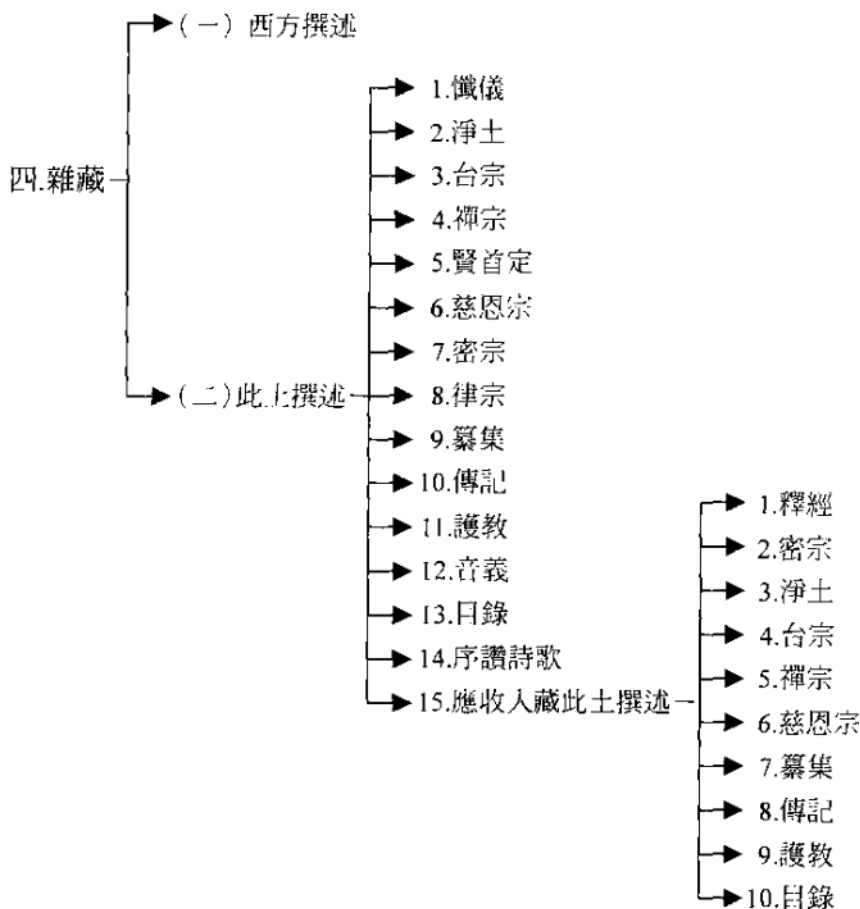 四.雜藏
(一) 西方撰述
(二)此土撰述
1.懺儀
2.淨土
3.台宗
4.禪宗
5.賢首定
6.慈恩宗
7.密宗
8.律宗
9.纂集
10.傳記
11.護教
12.音義
13.目錄
14.序讚詩歌
15.應收入藏此土撰述
1.釋經
2.密宗
3.淨土
4.台宗
5.禪宗
6.慈恩宗
7.纂集
8.傳記
9.護教
10.目錄